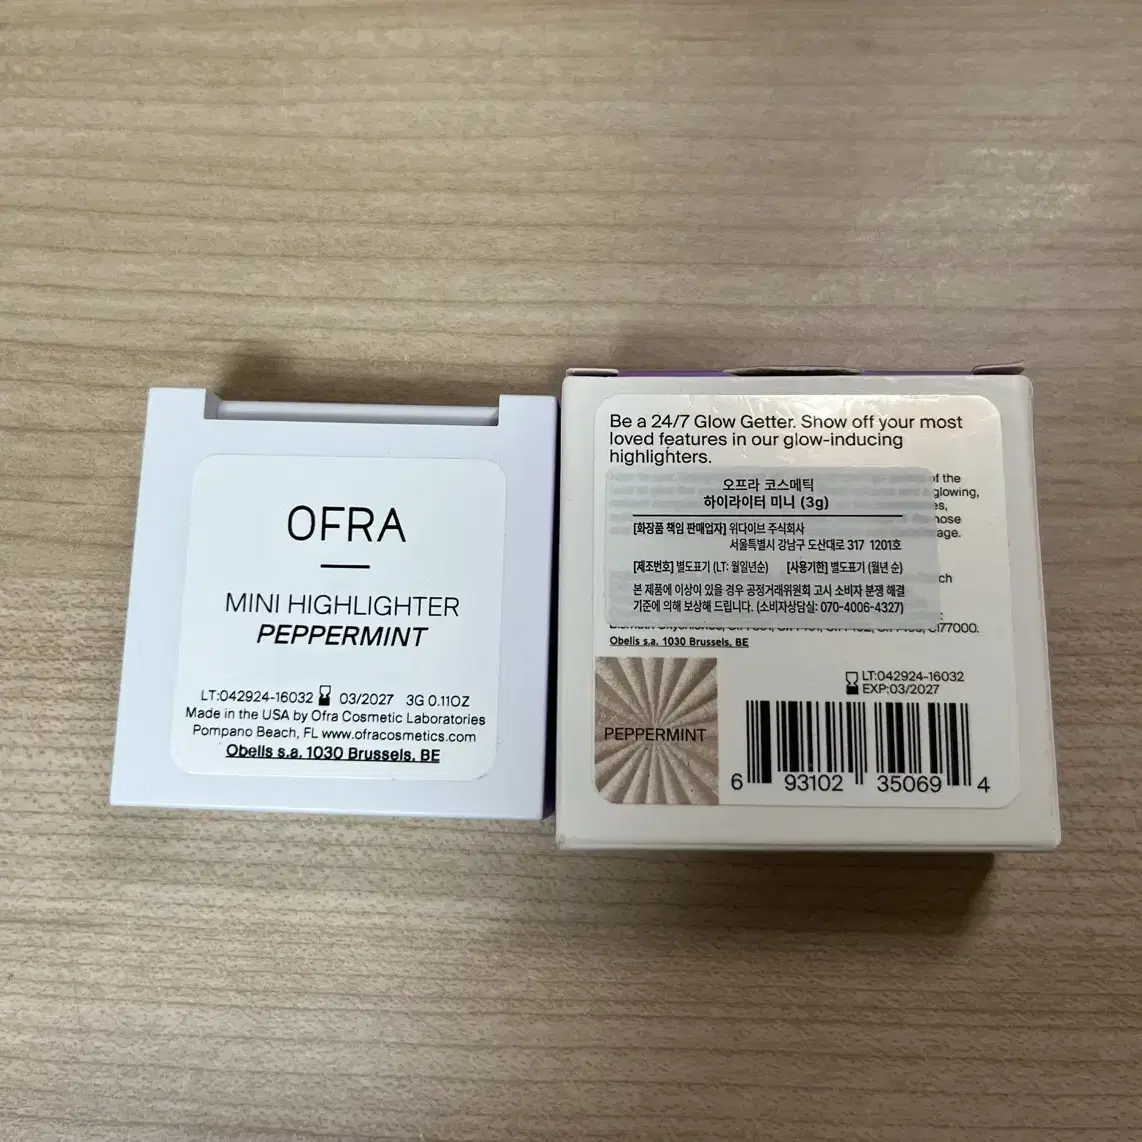 OFRA
MINI HIGHLIGHTER
PEPPERMINT
LT:042924-16032 03/2027 3G 0.11OZ
Made in the USA by Ofra Cosmetic Laboratories
Pompano Beach, FL www.ofracosmetics.com
Obelis s.a. 1030 Brussels, BE
Be a 24/7 Glow Getter. Show off your most
loved features in our glow-inducing
highlighters.
of the
glowing,
오프라 코스메틱
하이라이터 미니 (3g)
[화장품 책임 판매업자] 위다이브 주식회사
서울특별시 강남구 도산대로 317 1201호
[제조번호] 별도표기 (LT: 월일년순) [사용기한] 별도표기 (월년 순)
본 제품에 이상이 있을 경우 공정거래위원회 고시 소비자 분쟁 해결
기준에 의해 보상해 드립니다. (소비자상담실: 070-4006-4327)
Obelis s.a. 1030 Brussels, BE
PEPPERMINT
LT:042924-16032
EXP:03/2027
6 93102 35069 4